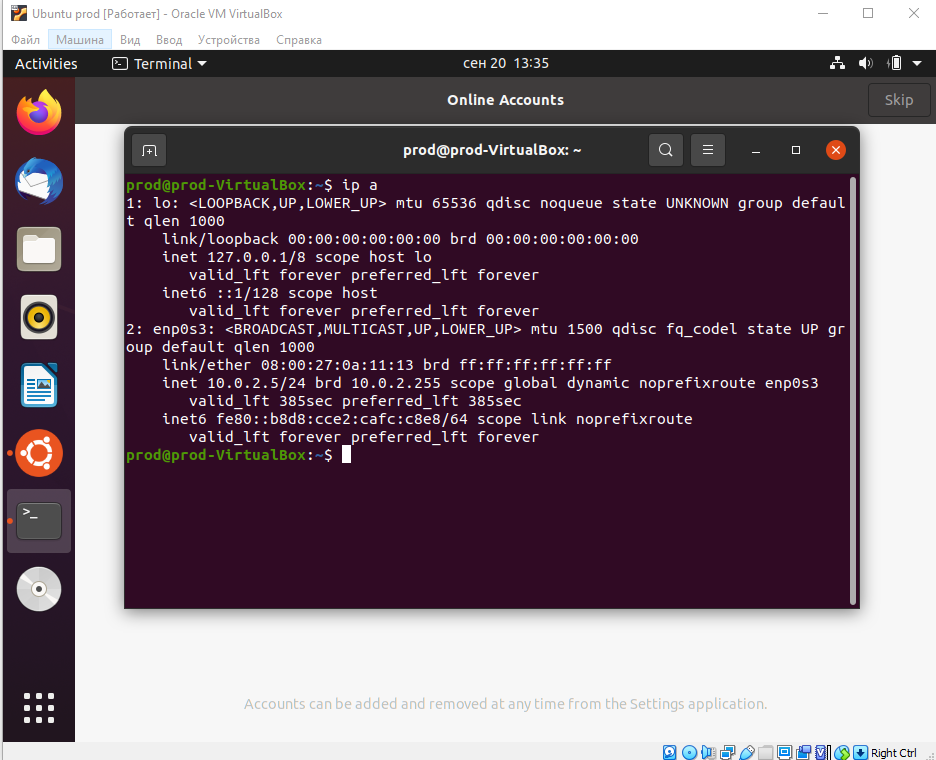 Ubuntu prod [Работает] - Oracle VM VirtualBox
Файл Машина Вид Ввод Устройства Справка
Activities Terminal сен 20 13:35
Online Accounts Skip
prod@prod-VirtualBox: ~
prod@prod-VirtualBox:~$ ip a
1: lo: <LOOPBACK,UP,LOWER_UP> mtu 65536 qdisc noqueue state UNKNOWN group defaul
t qlen 1000
link/loopback 00:00:00:00:00:00 brd 00:00:00:00:00:00
inet 127.0.0.1/8 scope host lo
valid_lft forever preferred_lft forever
inet6 ::1/128 scope host
valid_lft forever preferred_lft forever
2: enp0s3: <BROADCAST,MULTICAST,UP,LOWER_UP> mtu 1500 qdisc fq_codel state UP gr
oup default qlen 1000
link/ether 08:00:27:0a:11:13 brd ff:ff:ff:ff:ff:ff
inet 10.0.2.5/24 brd 10.0.2.255 scope global dynamic noprefixroute enp0s3
valid_lft 385sec preferred_lft 385sec
inet6 fe80::b8d8:cce2:cafc:c8e8/64 scope link noprefixroute
valid_lft forever preferred_lft forever
prod@prod-VirtualBox:~$
Accounts can be added and removed at any time from the Settings application.
Right Ctrl